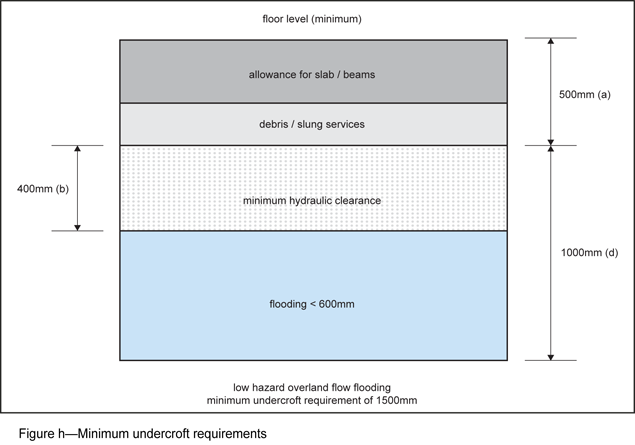 floor level (minimum)
allowance for slab / beams
500mm (a)
debris / slung services
400mm (b)
minimum hydraulic clearance
1000mm (d)
flooding < 600mm
low hazard overland flow flooding
minimum undercroft requirement of 1500mm
Figure h—Minimum undercroft requirements